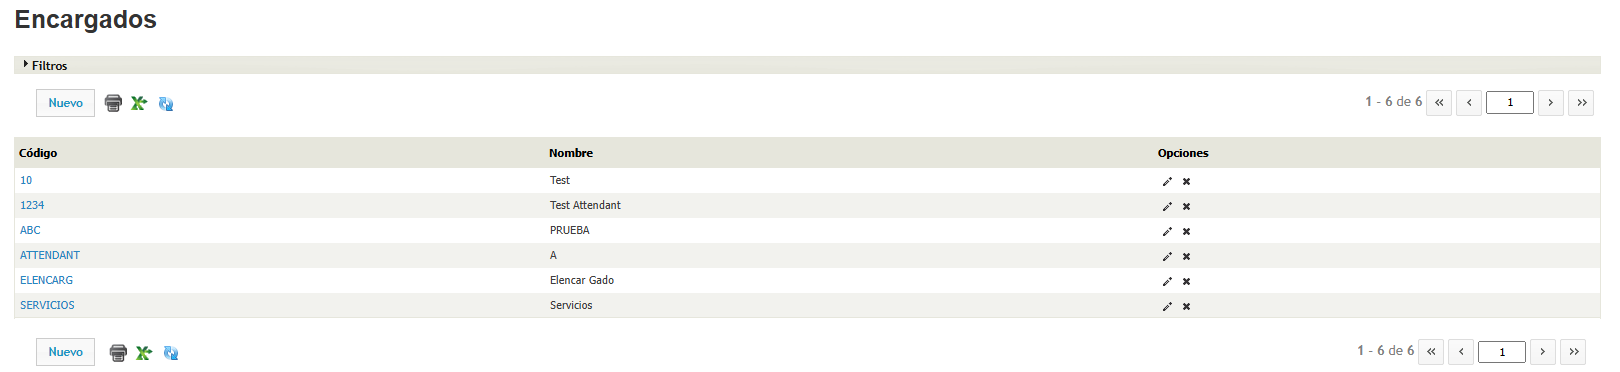 Encargados
Filtros
Nuevo 1 - 6 de 6 1
Código Nombre Opciones
10 Test
1234 Test Attendant
ABC PRUEBA
ATTENDANT A
ELENCARG Elencar Gado
SERVICIOS Servicios
Nuevo 1 - 6 de 6 1